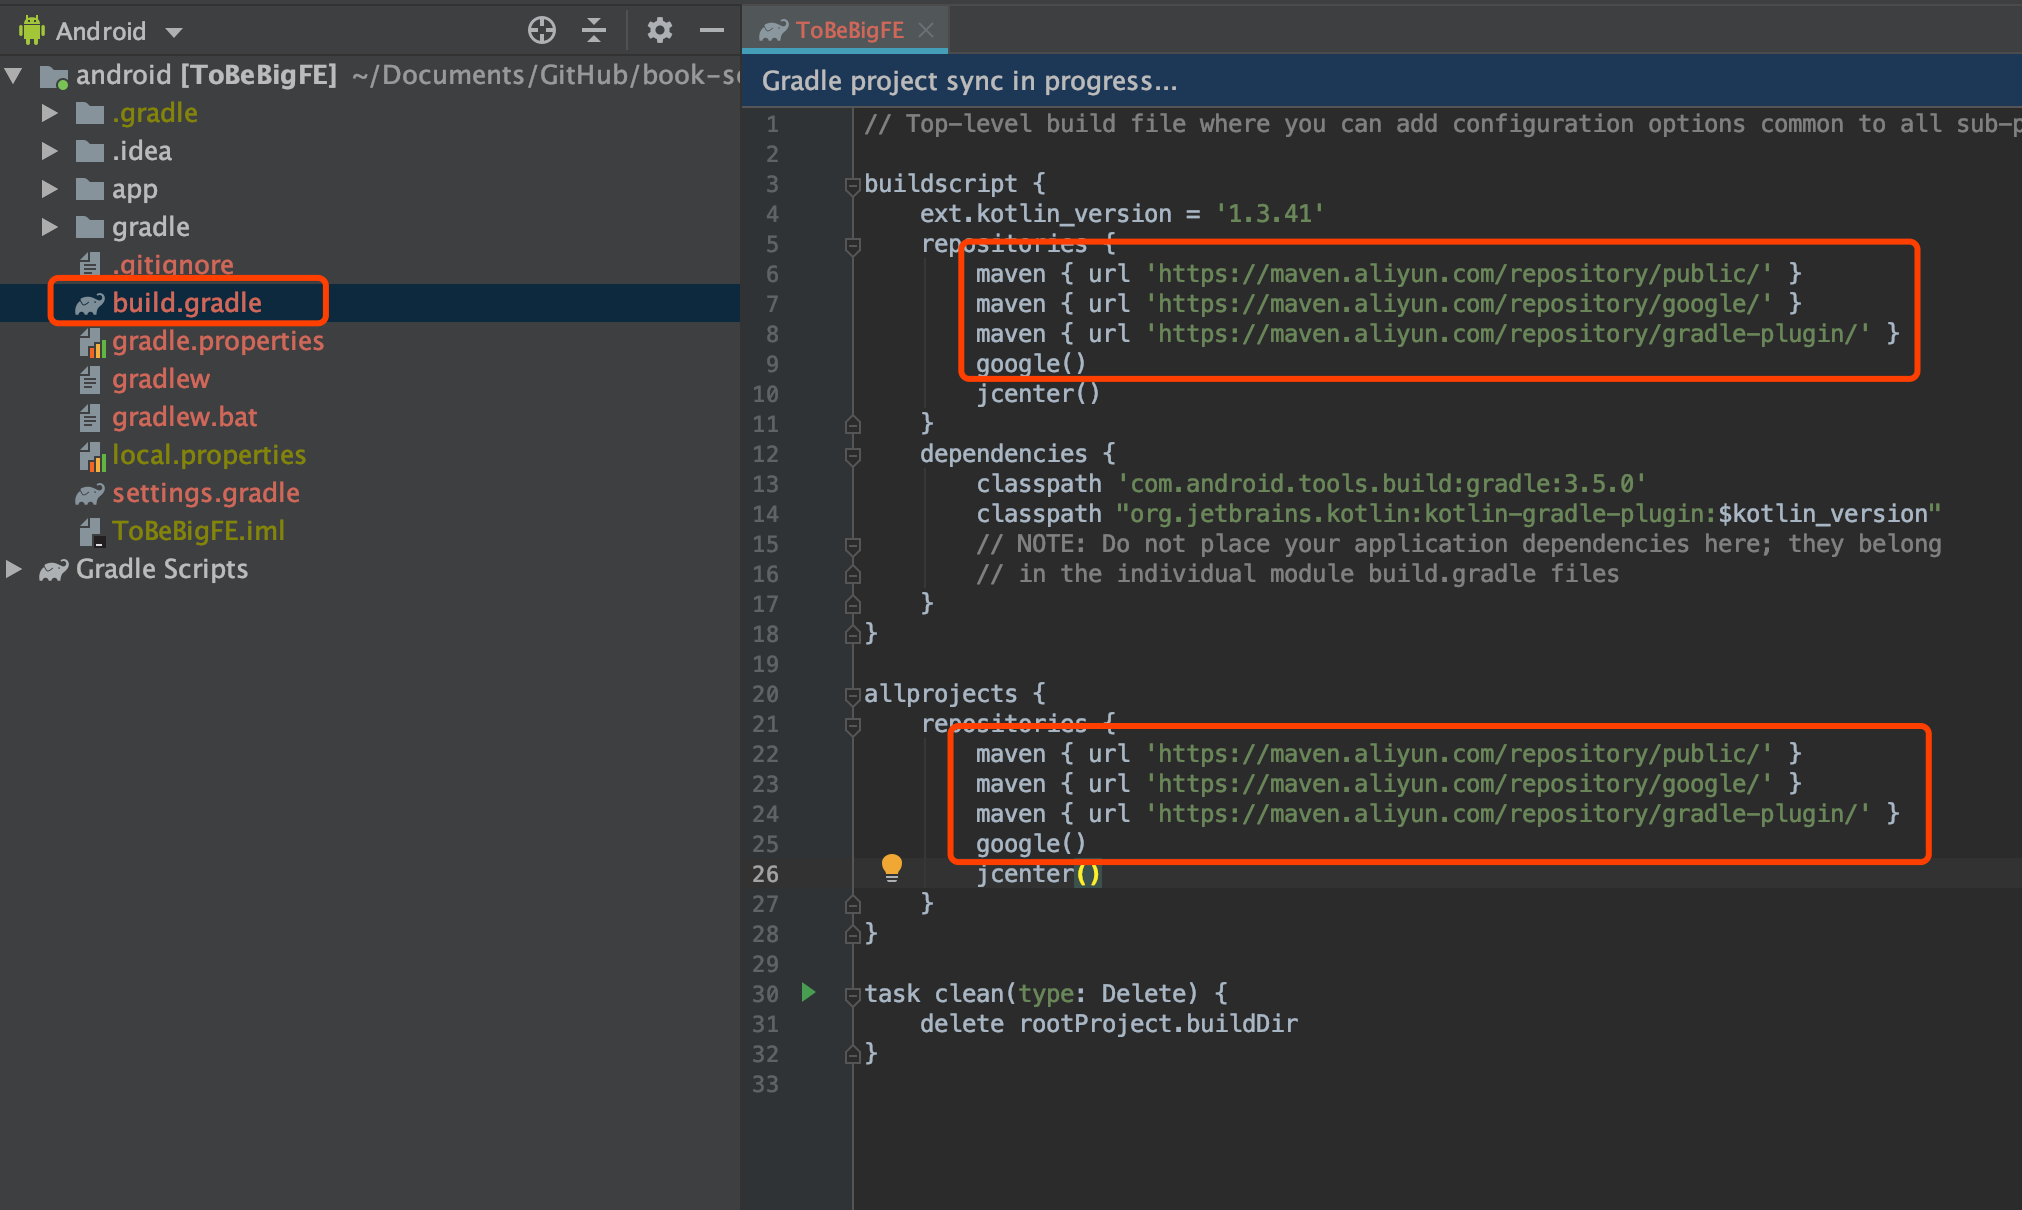 Android
android [ToBeBigFE] ~/Documents/GitHub/book-s
.gradle
.idea
app
gradle
.gitignore
build.gradle
gradle.properties
gradlew
gradlew.bat
local.properties
settings.gradle
ToBeBigFE.iml
Gradle Scripts
ToBeBigFE
Gradle project sync in progress...
1 // Top-level build file where you can add configuration options common to all sub-p
2
3 buildscript {
4     ext.kotlin_version = '1.3.41'
5     repositories {
6         maven { url 'https://maven.aliyun.com/repository/public/' }
7         maven { url 'https://maven.aliyun.com/repository/google/' }
8         maven { url 'https://maven.aliyun.com/repository/gradle-plugin/' }
9         google()
10         jcenter()
11     }
12     dependencies {
13         classpath 'com.android.tools.build:gradle:3.5.0'
14         classpath "org.jetbrains.kotlin:kotlin-gradle-plugin:$kotlin_version"
15         // NOTE: Do not place your application dependencies here; they belong
16         // in the individual module build.gradle files
17     }
18 }
19
20 allprojects {
21     repositories {
22         maven { url 'https://maven.aliyun.com/repository/public/' }
23         maven { url 'https://maven.aliyun.com/repository/google/' }
24         maven { url 'https://maven.aliyun.com/repository/gradle-plugin/' }
25         google()
26         jcenter()
27     }
28 }
29
30 task clean(type: Delete) {
31     delete rootProject.buildDir
32 }
33